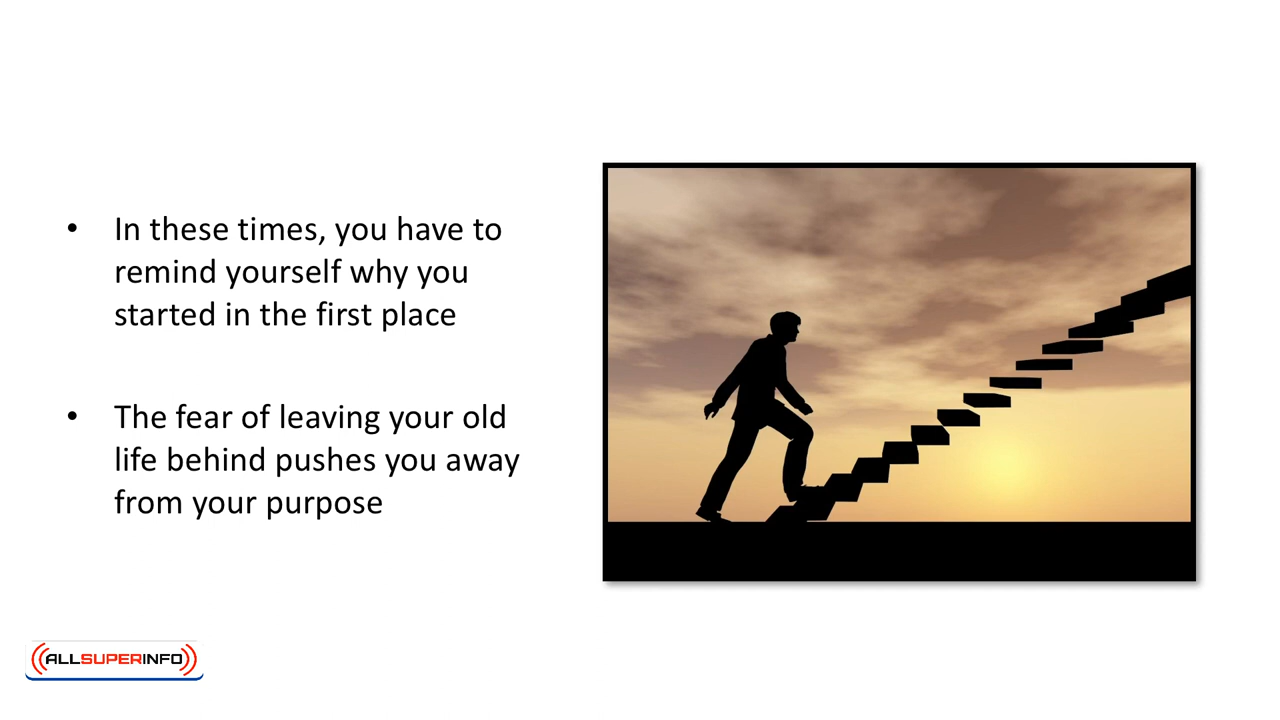 • In these times, you have to
remind yourself why you
started in the first place
• The fear of leaving your old
life behind pushes you away
from your purpose
ALLSUPERINFO